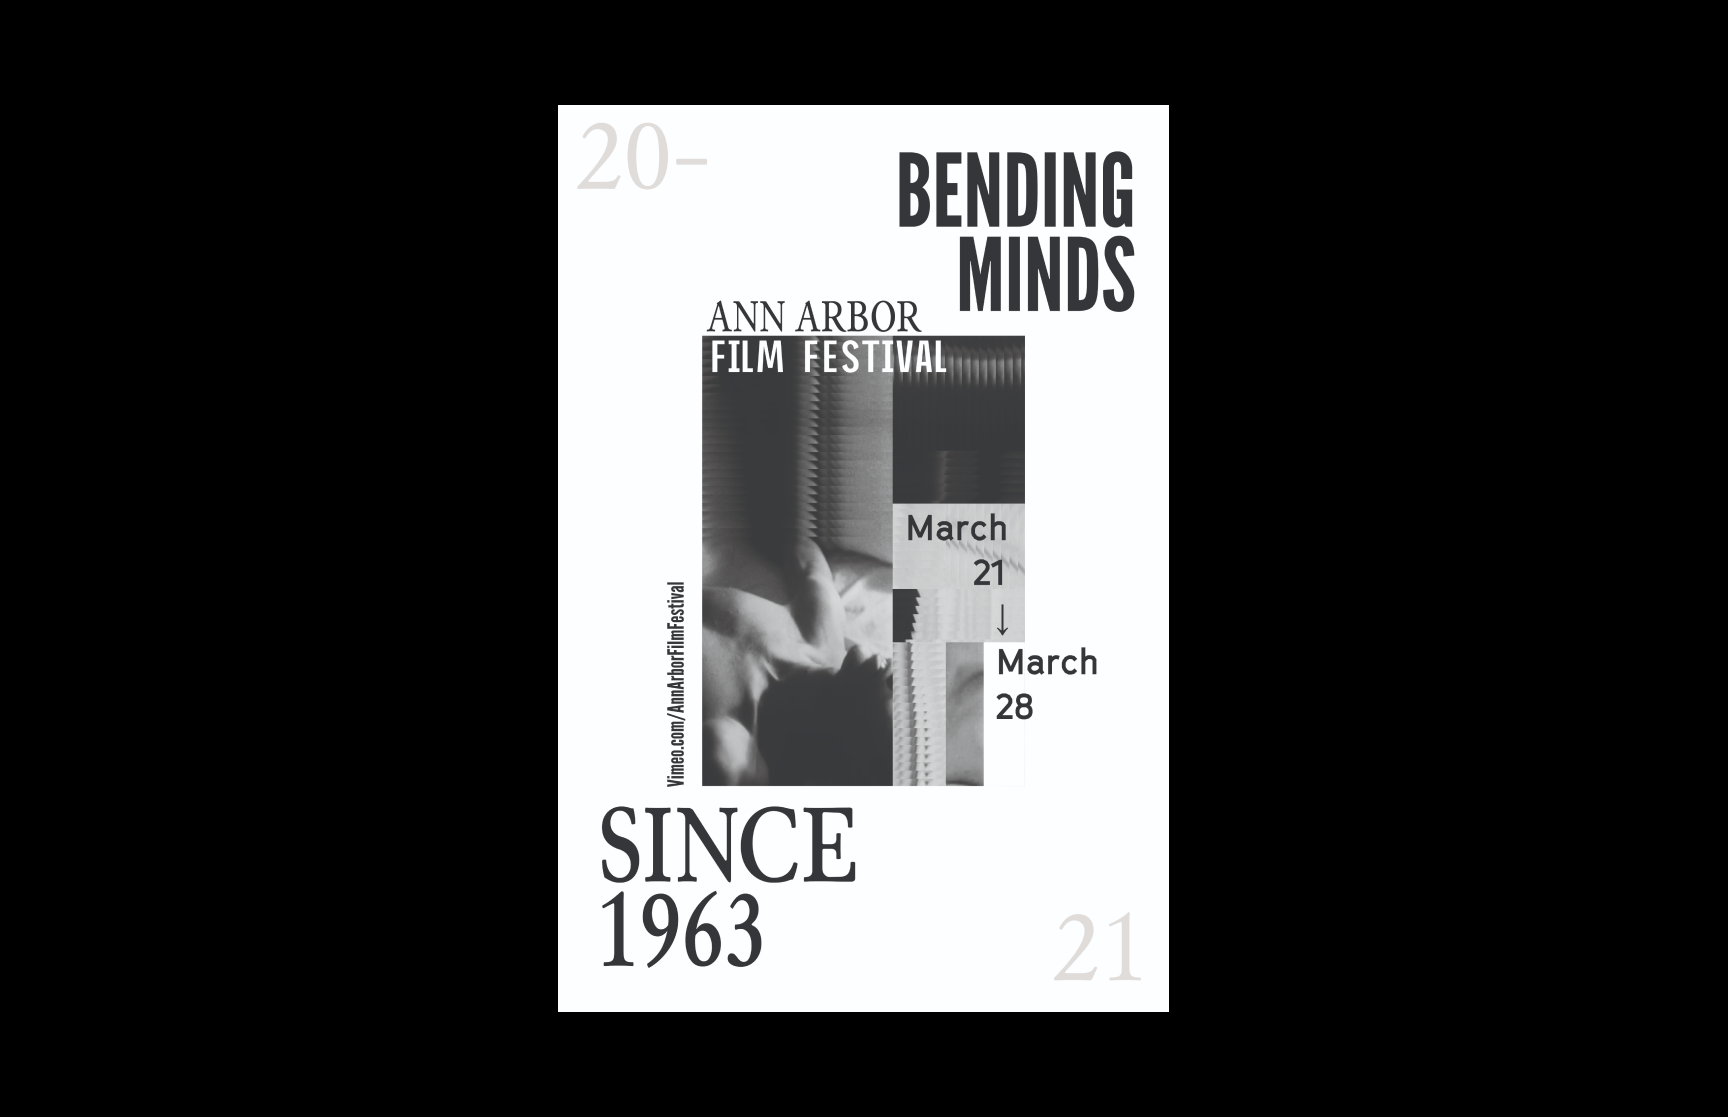 20-
BENDING
MINDS
ANN ARBOR
FILM FESTIVAL
March
21
↓
March
28
Vimeo.com/AnnArborFilmFestival
SINCE
1963
21